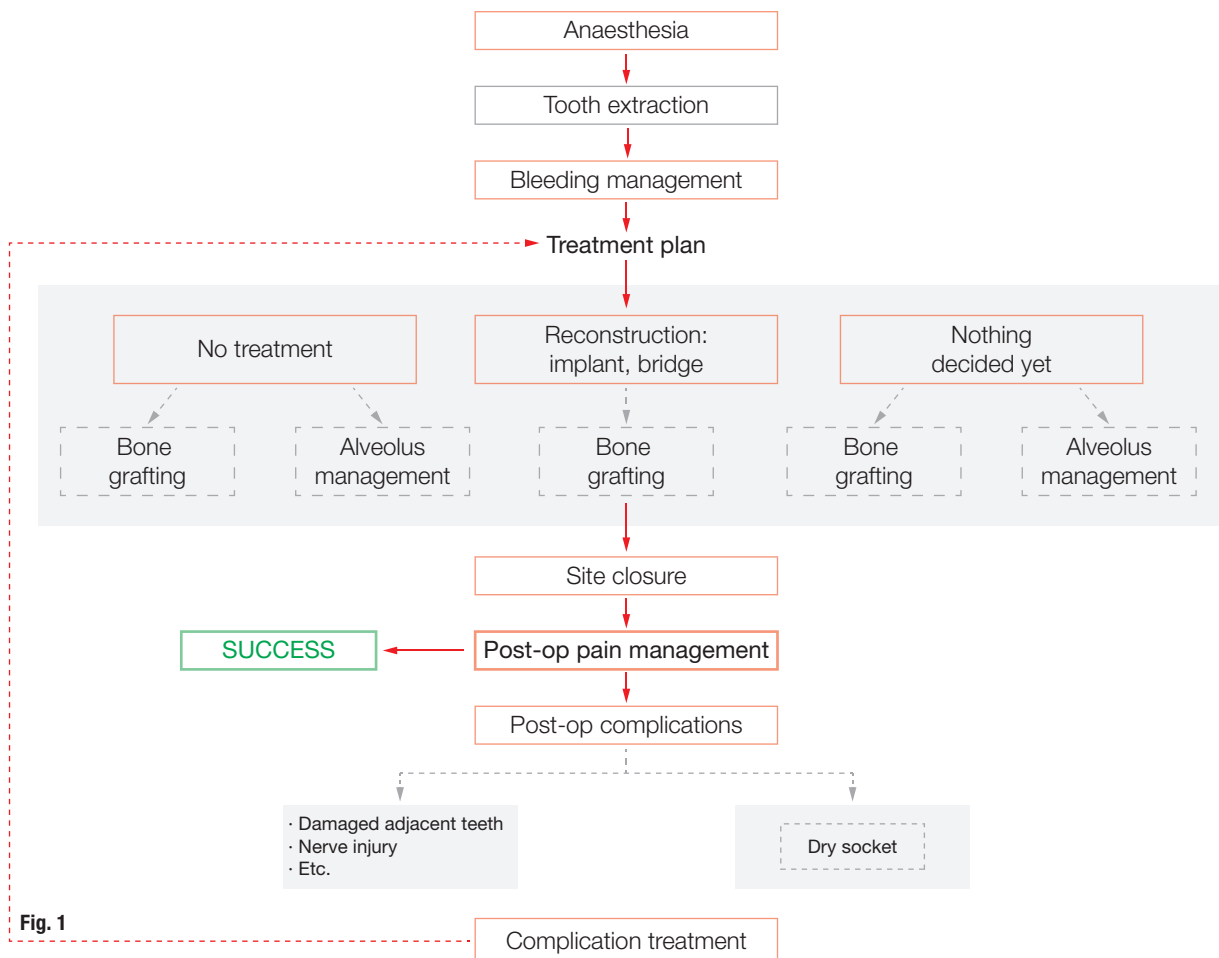 Anaesthesia
Tooth extraction
Bleeding management
Treatment plan
No treatment
Reconstruction:
implant, bridge
Nothing
decided yet
Bone
grafting
Alveolus
management
Bone
grafting
Bone
grafting
Alveolus
management
Site closure
SUCCESS
Post-op pain management
Post-op complications
· Damaged adjacent teeth
· Nerve injury
· Etc.
Dry socket
Fig. 1
Complication treatment